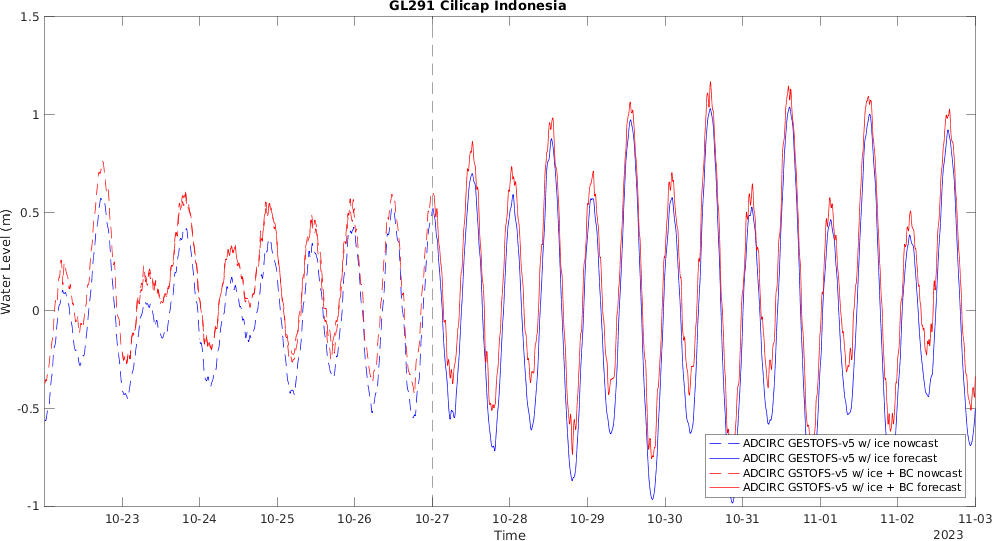 GL291 Cilicap Indonesia
1.5
1
0.5
0
-0.5
-1
Water Level (m)
ADCIRC GESTOFS-v5 w/ ice nowcast
ADCIRC GESTOFS-v5 w/ ice forecast
ADCIRC GSTOFS-v5 w/ ice + BC nowcast
ADCIRC GSTOFS-v5 w/ ice + BC forecast
10-23 10-24 10-25 10-26 10-27 10-28 10-29 10-30 10-31 11-01 11-02 11-03
Time
2023